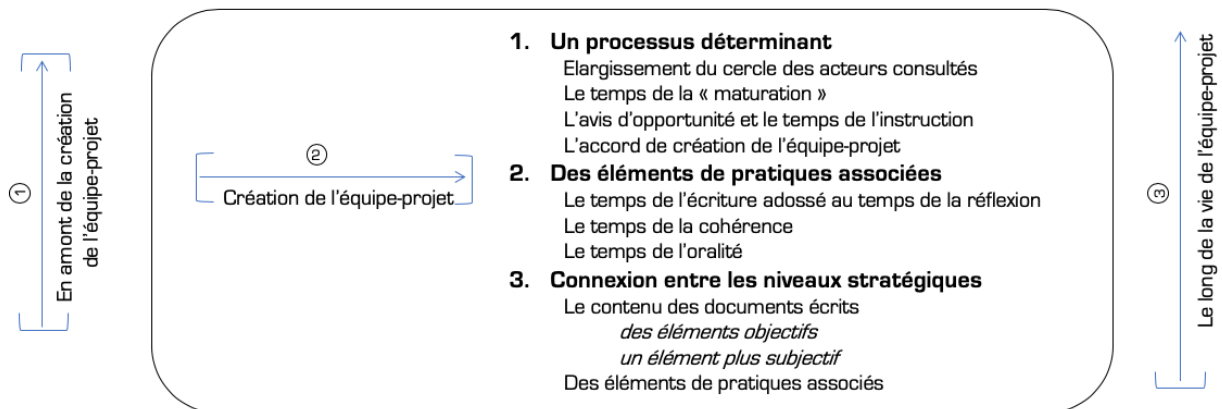 ①
En amont de la création
de l'équipe-projet
②
Création de l'équipe-projet
1. Un processus déterminant
Elargissement du cercle des acteurs consultés
Le temps de la « maturation »
L'avis d'opportunité et le temps de l'instruction
L'accord de création de l'équipe-projet
2. Des éléments de pratiques associées
Le temps de l'écriture adossé au temps de la réflexion
Le temps de la cohérence
Le temps de l'oralité
3. Connexion entre les niveaux stratégiques
Le contenu des documents écrits
des éléments objectifs
un élément plus subjectif
Des éléments de pratiques associés
③
Le long de la vie de l'équipe-projet